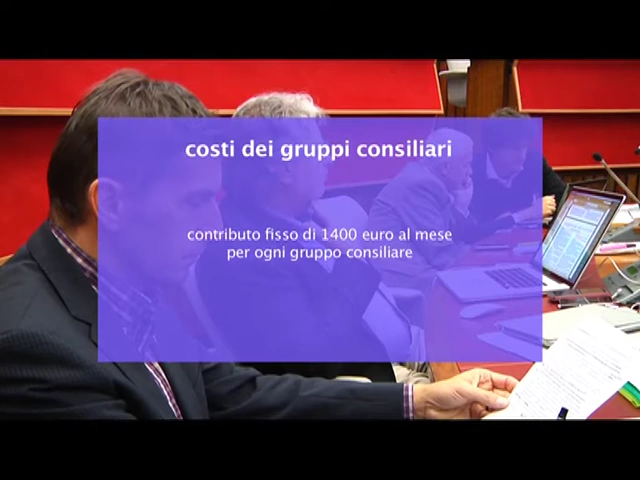 costi dei gruppi consiliari
contributo fisso di 1400 euro al mese
per ogni gruppo consiliare